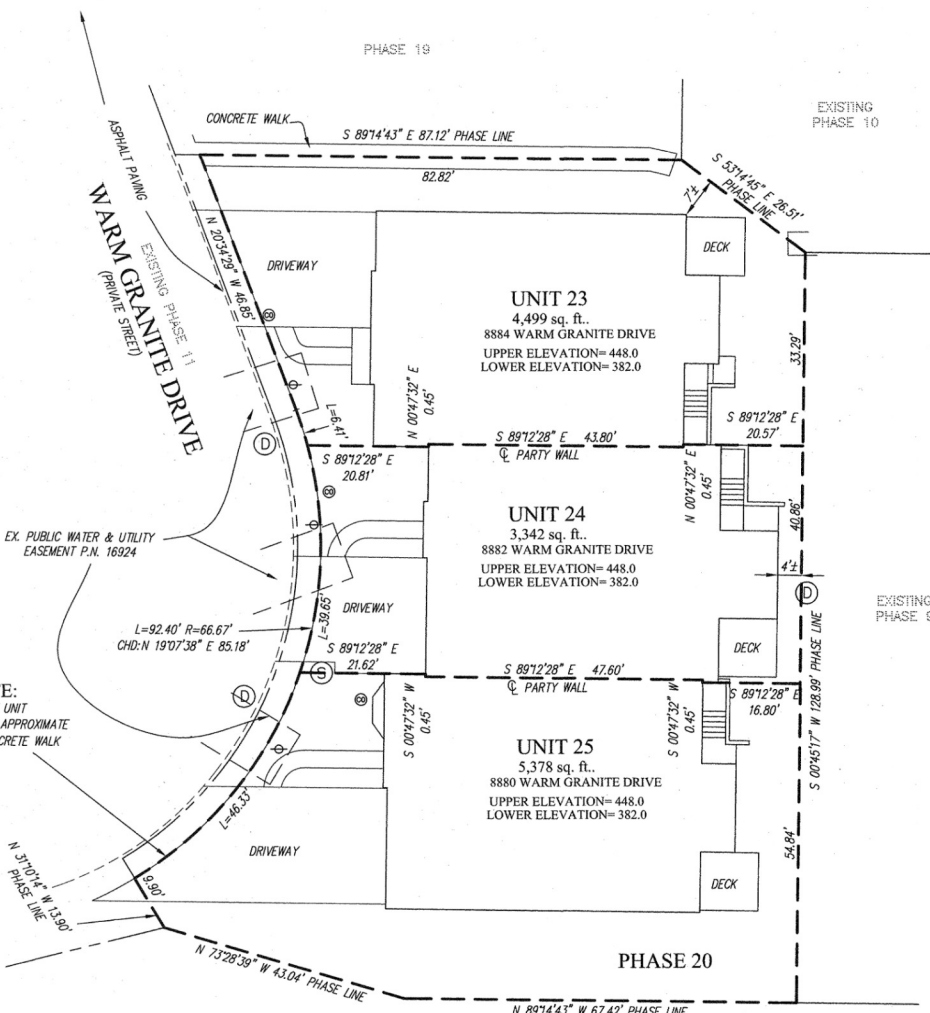 PHASE 19
EXISTING
PHASE 10
CONCRETE WALK
S 89°14'43" E 87.12' PHASE LINE
82.82'
S 53°14'45" E 26.51'
PHASE LINE
7'±
ASPHALT PAVING
WARM GRANITE DRIVE
(PRIVATE STREET)
EXISTING PHASE 11
N 20°34'29" W 46.85'
DRIVEWAY
DECK
UNIT 23
4,499 sq. ft..
8884 WARM GRANITE DRIVE
UPPER ELEVATION= 448.0
LOWER ELEVATION= 382.0
33.29'
L=6.41'
N 00°47'32" E
0.45'
S 89°12'28" E
20.57'
S 89°12'28" E 43.80'
℄ PARTY WALL
D
S 89°12'28" E
20.81'
N 00°47'32" E
0.45'
UNIT 24
3,342 sq. ft..
8882 WARM GRANITE DRIVE
UPPER ELEVATION= 448.0
LOWER ELEVATION= 382.0
40.86'
4'±
D
EX. PUBLIC WATER & UTILITY
EASEMENT P.N. 16924
EXISTING
PHASE 9
DRIVEWAY
L=39.65'
L=92.40' R=66.67'
CHD:N 19°07'38" E 85.18'
S 89°12'28" E
21.62'
DECK
S 89°12'28" E 47.60'
℄ PARTY WALL
S
D
S 89°12'28" E
16.80'
S 00°45'17" W 128.99' PHASE LINE
TE:
UNIT
APPROXIMATE
CRETE WALK
S 00°47'32" W
0.45'
S 00°47'32" W
0.45'
UNIT 25
5,378 sq. ft..
8880 WARM GRANITE DRIVE
UPPER ELEVATION= 448.0
LOWER ELEVATION= 382.0
L=46.33'
DRIVEWAY
54.84'
DECK
N 31°10'14" W 13.90'
PHASE LINE
9.90'
N 73°28'39" W 43.04' PHASE LINE
PHASE 20
N 89°14'43" W 67.42' PHASE LINE